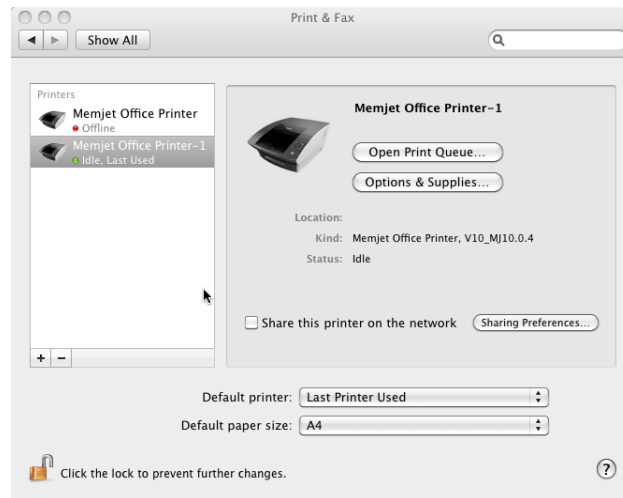 Print & Fax
Show All
Printers
Memjet Office Printer
Offline
Memjet Office Printer-1
Idle, Last Used
Memjet Office Printer-1
Open Print Queue...
Options & Supplies...
Location:
Kind: Memjet Office Printer, V10_MJ10.0.4
Status: Idle
Share this printer on the network
Sharing Preferences...
+ −
Default printer: Last Printer Used
Default paper size: A4
Click the lock to prevent further changes.
?